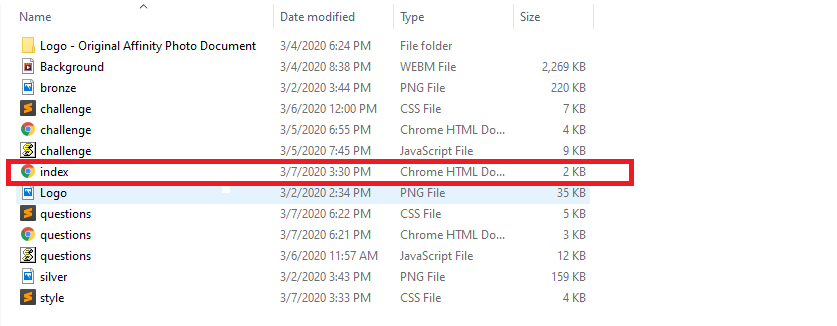 Name Date modified Type Size
Logo - Original Affinity Photo Document 3/4/2020 6:24 PM File folder
Background 3/4/2020 8:38 PM WEBM File 2,269 KB
bronze 3/2/2020 3:44 PM PNG File 220 KB
challenge 3/6/2020 12:00 PM CSS File 7 KB
challenge 3/5/2020 6:55 PM Chrome HTML Do... 4 KB
challenge 3/5/2020 7:45 PM JavaScript File 9 KB
index 3/7/2020 3:30 PM Chrome HTML Do... 2 KB
Logo 3/2/2020 2:34 PM PNG File 35 KB
questions 3/7/2020 6:22 PM CSS File 5 KB
questions 3/7/2020 6:21 PM Chrome HTML Do... 3 KB
questions 3/6/2020 11:57 AM JavaScript File 12 KB
silver 3/2/2020 3:43 PM PNG File 159 KB
style 3/7/2020 3:33 PM CSS File 4 KB